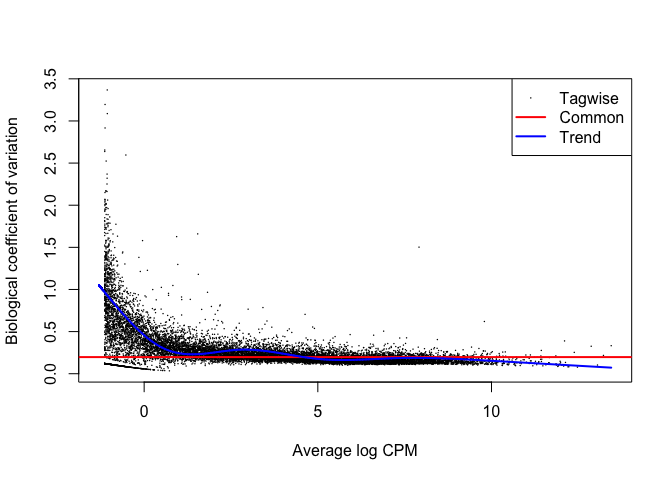 Biological coefficient of variation
3.5
3.0
2.5
2.0
1.5
1.0
0.5
0.0
Tagwise
Common
Trend
0 5 10
Average log CPM